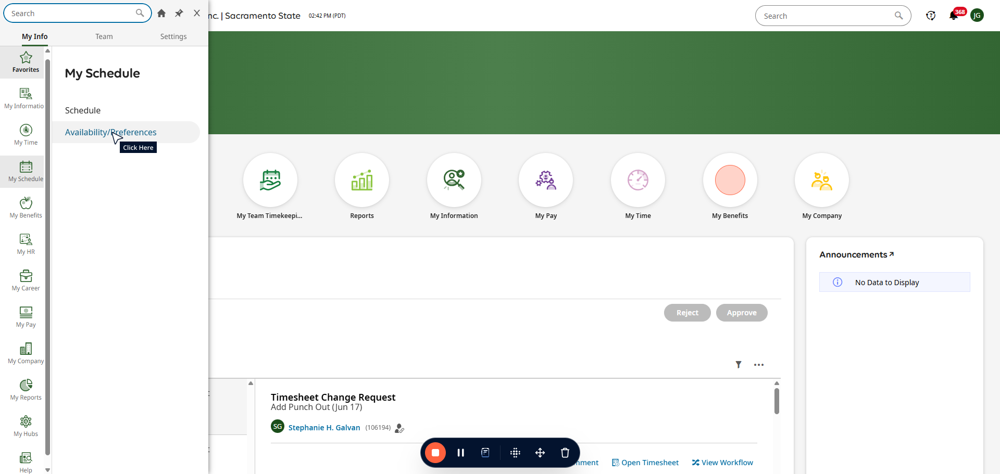 Search
nc. | Sacramento State
02:42 PM (PDT)
Search
368
JG
My Info
Team
Settings
Favorites
My Informatio
My Time
My Schedule
My Benefits
My HR
My Career
My Pay
My Company
My Reports
My Hubs
Help
My Schedule
Schedule
Availability/Preferences
Click Here
My Team Timekeepi...
Reports
My Information
My Pay
My Time
My Benefits
My Company
Reject
Approve
Timesheet Change Request
Add Punch Out (Jun 17)
SG
Stephanie H. Galvan
(106194)
Open Timesheet
View Workflow
Announcements
No Data to Display